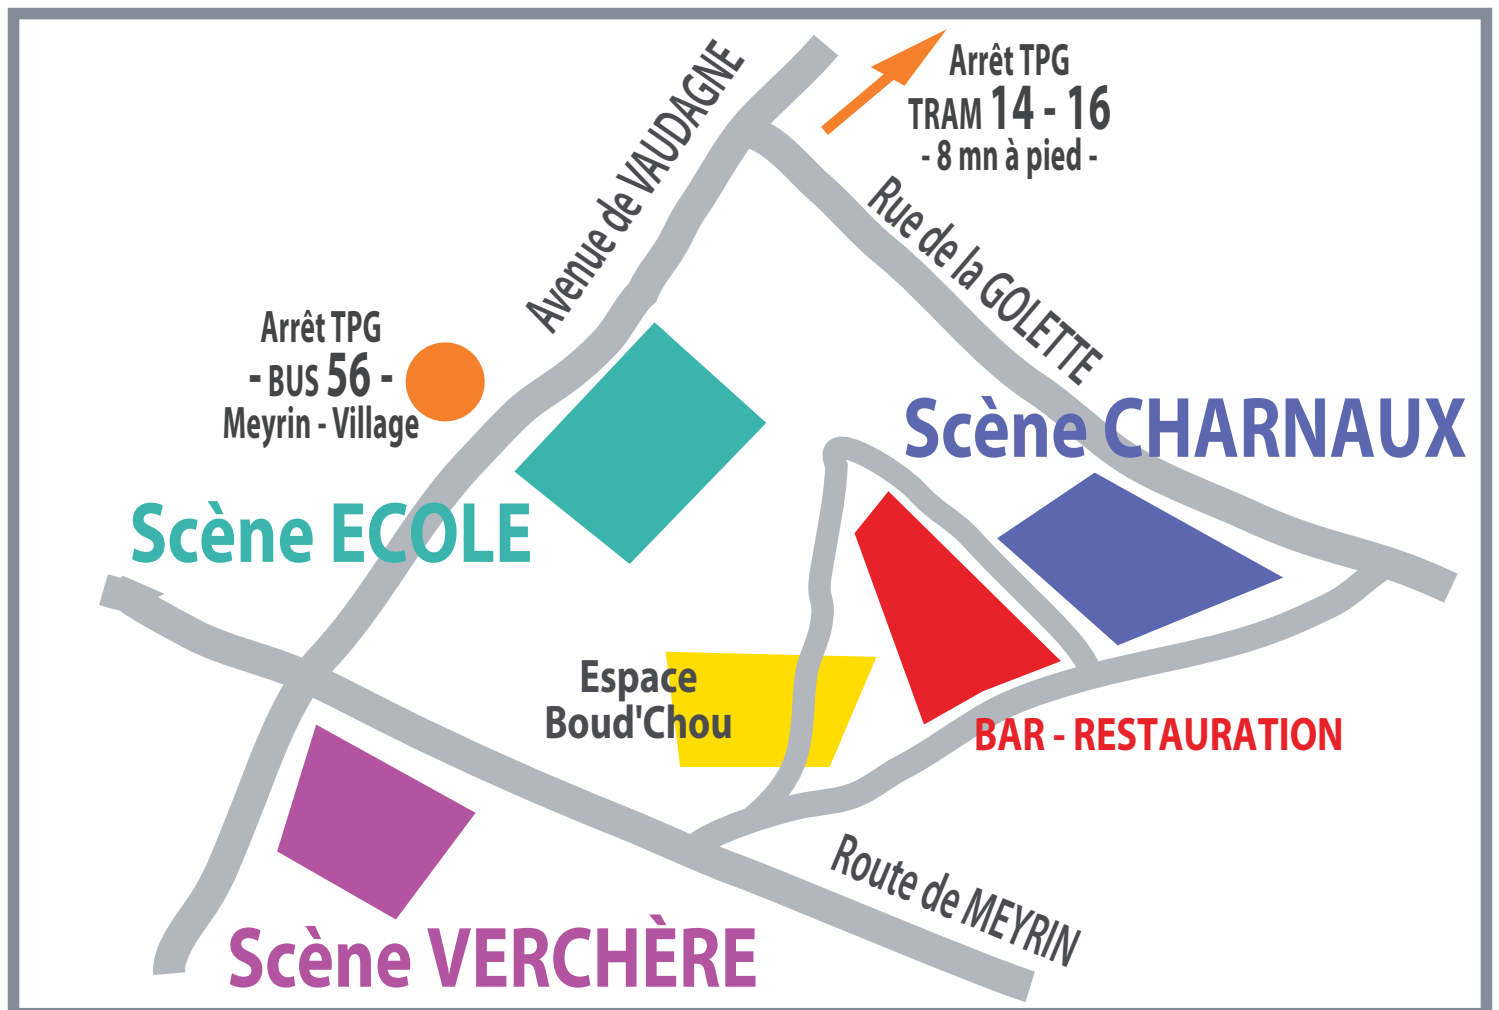 Arrêt TPG
TRAM 14 - 16
- 8 mn à pied -
Avenue de VAUDAGNE
Rue de la GOLETTE
Arrêt TPG
- BUS 56 -
Meyrin - Village
Scène CHARNAUX
Scène ECOLE
Espace
Boud'Chou
BAR - RESTAURATION
Route de MEYRIN
Scène VERCHÈRE